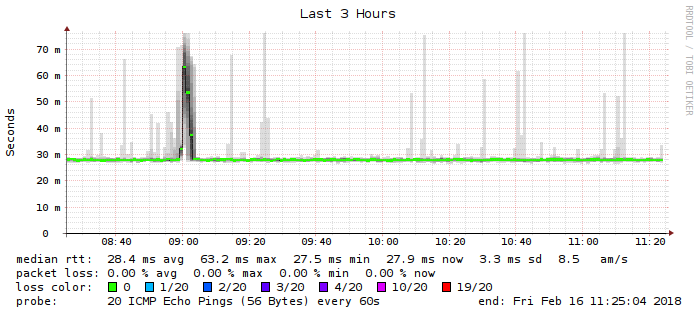 Last 3 Hours
RRDTOOL / TOBI OETIKER
Seconds
70 m
60 m
50 m
40 m
30 m
20 m
10 m
0
08:40 09:00 09:20 09:40 10:00 10:20 10:40 11:00 11:20
median rtt: 28.4 ms avg 63.2 ms max 27.5 ms min 27.9 ms now 3.3 ms sd 8.5 am/s
packet loss: 0.00 % avg 0.00 % max 0.00 % min 0.00 % now
loss color: 0 1/20 2/20 3/20 4/20 10/20 19/20
probe: 20 ICMP Echo Pings (56 Bytes) every 60s end: Fri Feb 16 11:25:04 2018